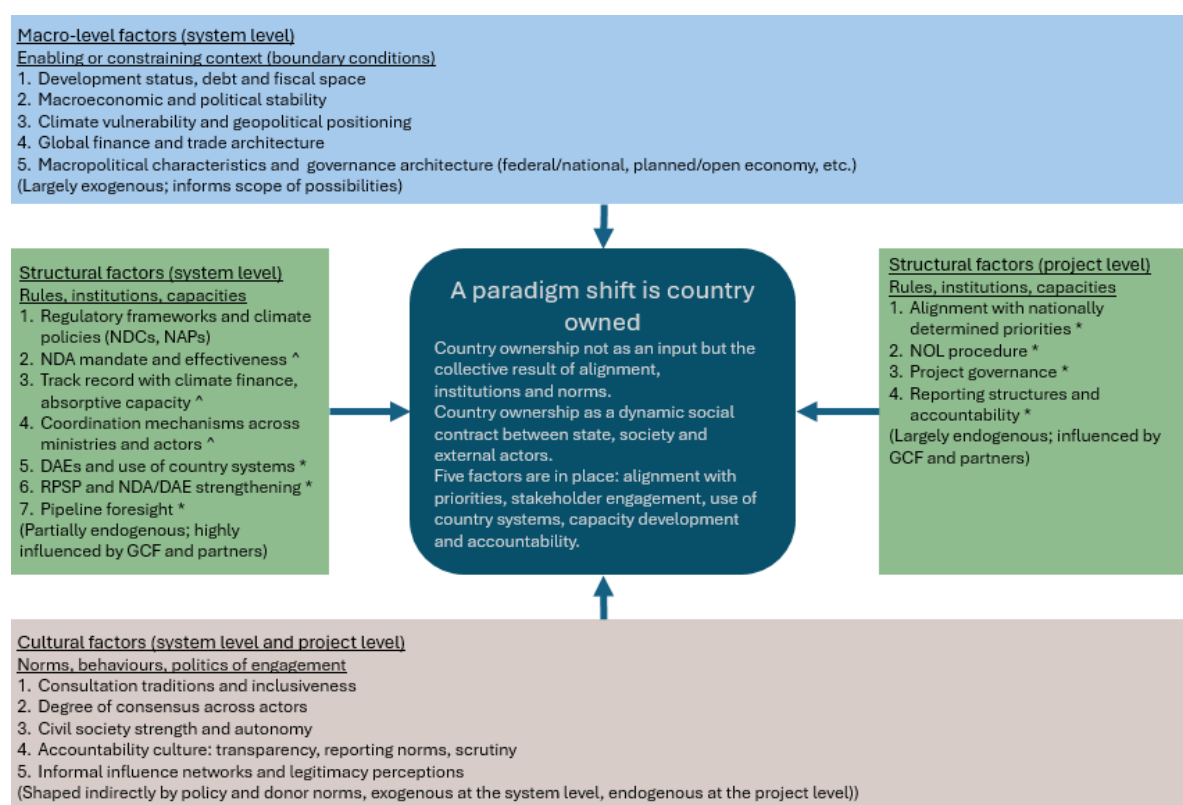 Macro-level factors (system level)
Enabling or constraining context (boundary conditions)
1. Development status, debt and fiscal space
2. Macroeconomic and political stability
3. Climate vulnerability and geopolitical positioning
4. Global finance and trade architecture
5. Macropolitical characteristics and governance architecture (federal/national, planned/open economy, etc.)
(Largely exogenous; informs scope of possibilities)
Structural factors (system level)
Rules, institutions, capacities
1. Regulatory frameworks and climate
policies (NDCs, NAPs)
2. NDA mandate and effectiveness ^
3. Track record with climate finance,
absorptive capacity ^
4. Coordination mechanisms across
ministries and actors ^
5. DAEs and use of country systems *
6. RPSP and NDA/DAE strengthening *
7. Pipeline foresight *
(Partially endogenous; highly
influenced by GCF and partners)
A paradigm shift is country
owned
Country ownership not as an input but the
collective result of alignment,
institutions and norms.
Country ownership as a dynamic social
contract between state, society and
external actors.
Five factors are in place: alignment with
priorities, stakeholder engagement, use of
country systems, capacity development
and accountability.
Structural factors (project level)
Rules, institutions, capacities
1. Alignment with nationally
determined priorities *
2. NOL procedure *
3. Project governance *
4. Reporting structures and
accountability *
(Largely endogenous; influenced by
GCF and partners)
Cultural factors (system level and project level)
Norms, behaviours, politics of engagement
1. Consultation traditions and inclusiveness
2. Degree of consensus across actors
3. Civil society strength and autonomy
4. Accountability culture: transparency, reporting norms, scrutiny
5. Informal influence networks and legitimacy perceptions
(Shaped indirectly by policy and donor norms, exogenous at the system level, endogenous at the project level))